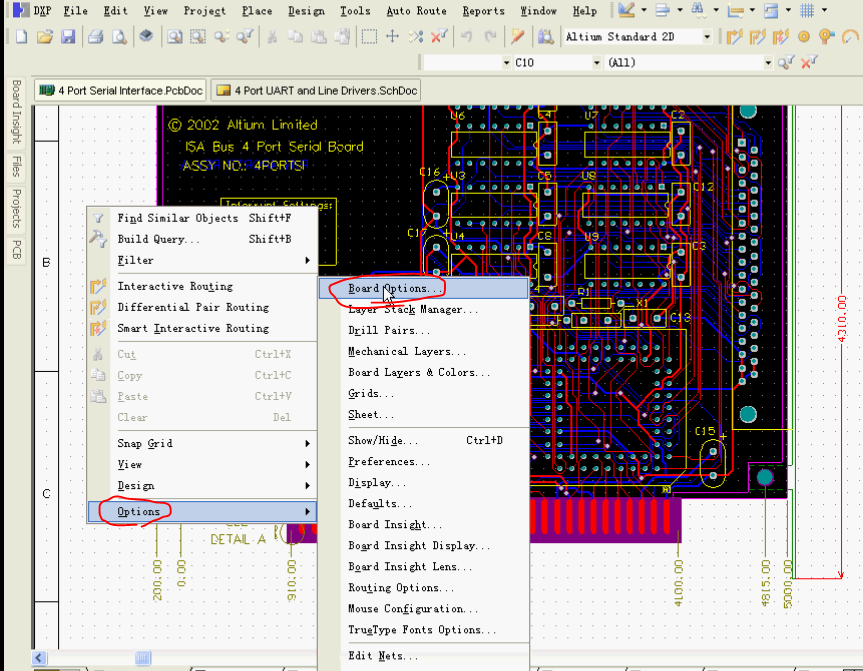 DXP File Edit View Project Place Design Tools Auto Route Reports Window Help
Altium Standard 2D
C10 (All)
4 Port Serial Interface.PcbDoc 4 Port UART and Line Drivers.SchDoc
Board Insight
Files
Projects
PCB
© 2002 Altium Limited
ISA Bus 4 Port Serial Board
ASSY NO.: 4PORTSI
Interrupt Settings:
U6
C4
U7
C2
C16
U3
C5
U8
C12
U4
C8
U9
C3
R1
X1
C13
C15
B
C
Find Similar Objects Shift+F
Build Query... Shift+B
Filter
Interactive Routing
Differential Pair Routing
Smart Interactive Routing
Cut Ctrl+X
Copy Ctrl+C
Paste Ctrl+V
Clear Del
Snap Grid
View
Design
Options
Board Options...
Layer Stack Manager...
Drill Pairs...
Mechanical Layers...
Board Layers & Colors...
Grids...
Sheet...
Show/Hide... Ctrl+D
Preferences...
Display...
Defaults...
Board Insight...
Board Insight Display...
Board Insight Lens...
Routing Options...
Mouse Configuration...
TrueType Fonts Options...
Edit Nets...
DETAIL A
200.00
0.00
910.00
4100.00
4815.00
5000.00
4310.00